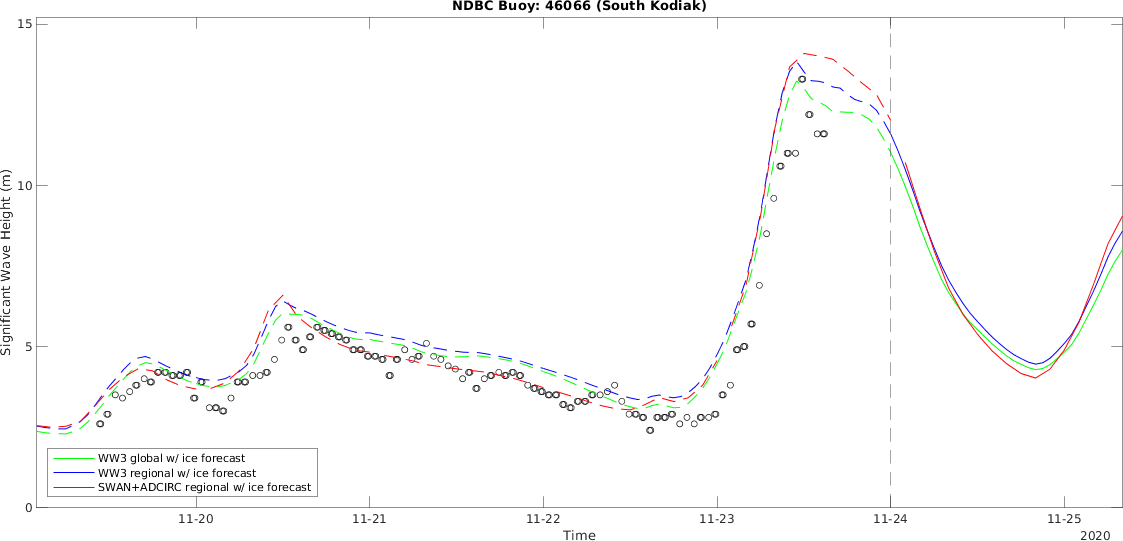 NDBC Buoy: 46066 (South Kodiak)
15
10
5
0
Significant Wave Height (m)
WW3 global w/ ice forecast
WW3 regional w/ ice forecast
SWAN+ADCIRC regional w/ ice forecast
11-20
11-21
11-22
11-23
11-24
11-25
Time
2020